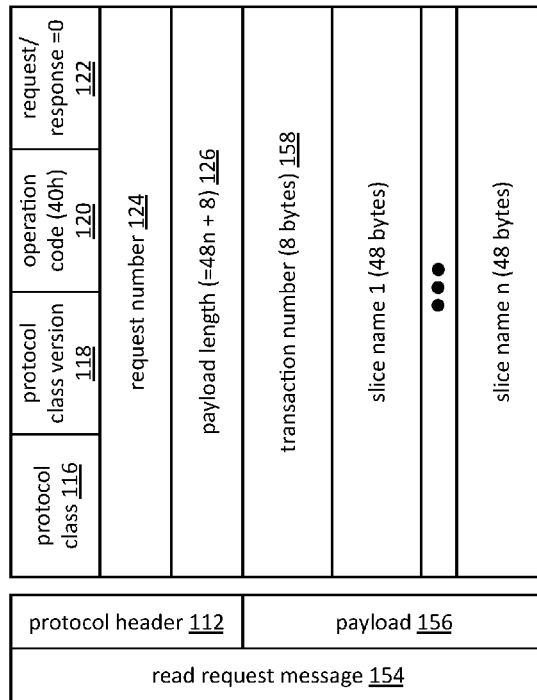 protocol header 112
payload 156
read request message 154
protocol
class 116
protocol
class version
118
operation
code (40h)
120
request/
response =0
122
request number 124
payload length (=48n + 8) 126
transaction number (8 bytes) 158
slice name 1 (48 bytes)
slice name n (48 bytes)